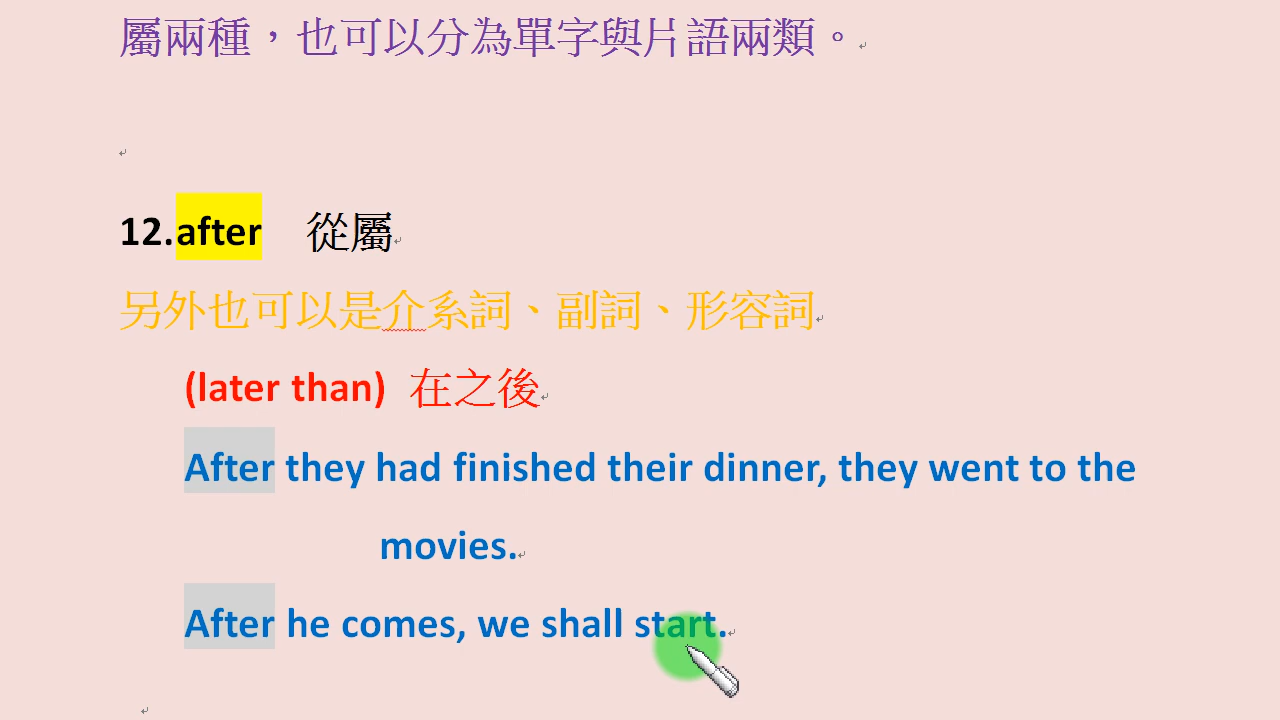 屬兩種，也可以分為單字與片語兩類。
12.after 從屬
另外也可以是介系詞、副詞、形容詞
(later than) 在之後
After they had finished their dinner, they went to the
movies.
After he comes, we shall start.